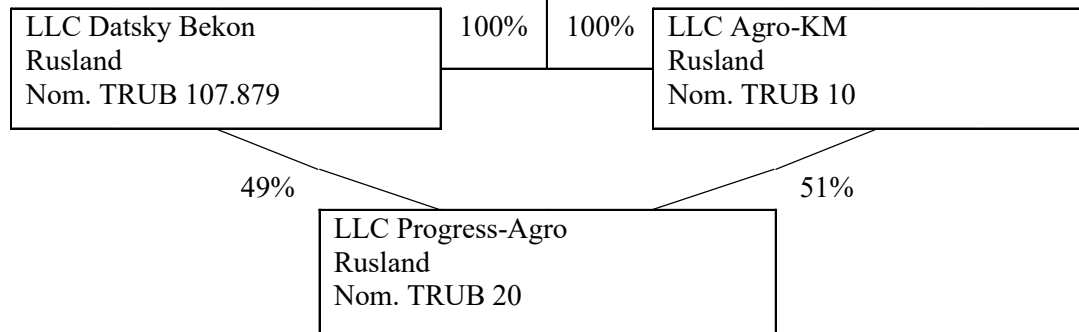 LLC Datsky Bekon
Rusland
Nom. TRUB 107.879
100%
100%
LLC Agro-KM
Rusland
Nom. TRUB 10
49%
51%
LLC Progress-Agro
Rusland
Nom. TRUB 20